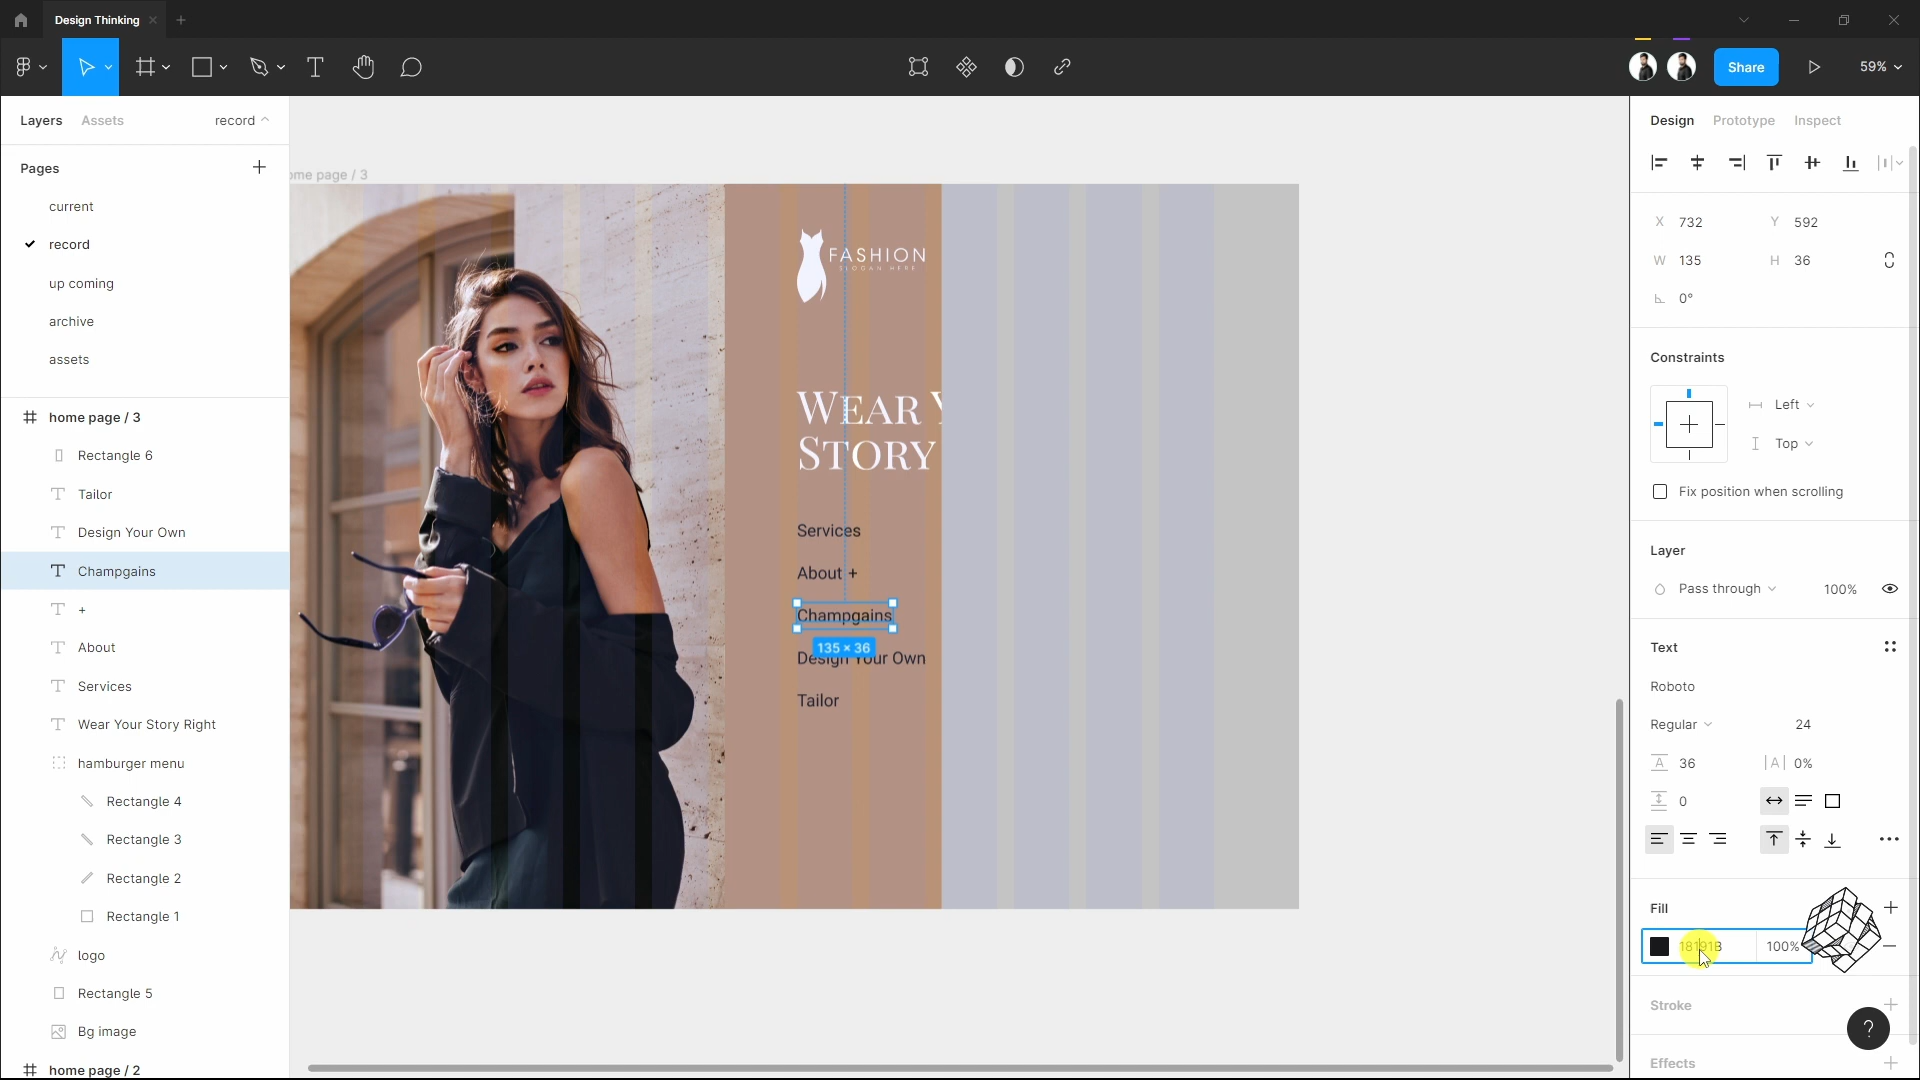 Design Thinking
Share
59%
Layers
Assets
record
Pages
current
record
up coming
archive
assets
home page / 3
Rectangle 6
Tailor
Design Your Own
Champgains
+
About
Services
Wear Your Story Right
hamburger menu
Rectangle 4
Rectangle 3
Rectangle 2
Rectangle 1
logo
Rectangle 5
Bg image
home page / 2
ome page / 3
FASHION
SLOGAN HERE
WEAR Y
STORY
Services
About +
Champgains
135 × 36
Design Your Own
Tailor
Design
Prototype
Inspect
X 732
Y 592
W 135
H 36
0°
Constraints
Left
Top
Fix position when scrolling
Layer
Pass through
100%
Text
Roboto
Regular
24
A 36
|A| 0%
0
Fill
18191B
100%
Stroke
?
Effects